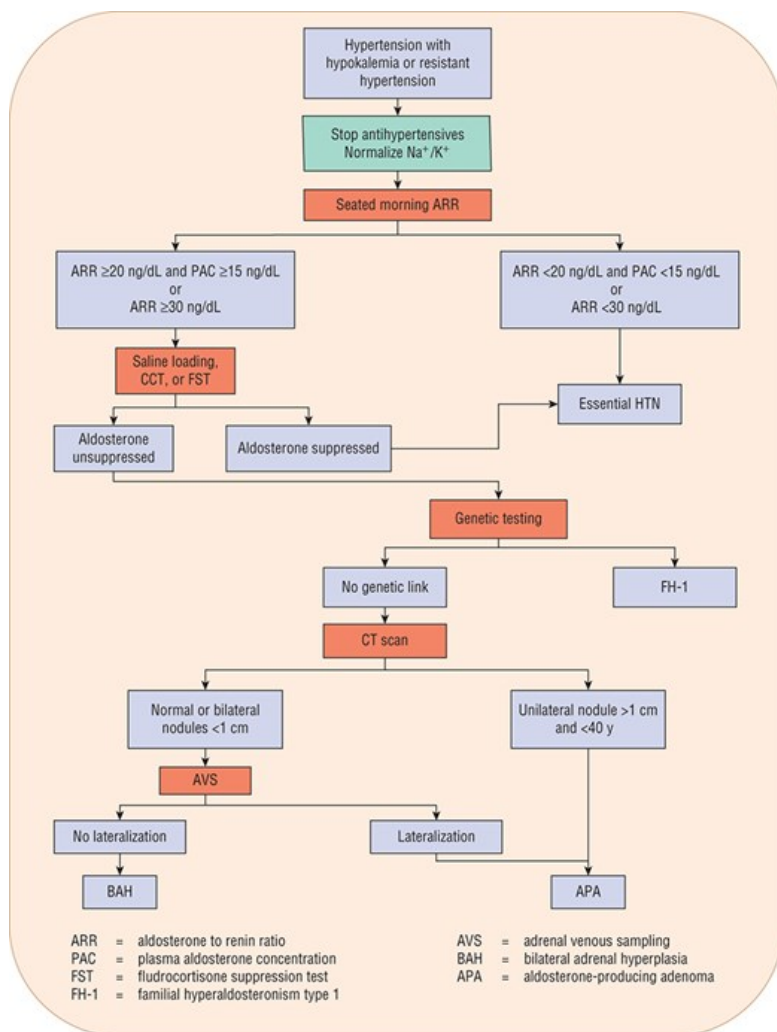 Hypertension with
hypokalemia or resistant
hypertension
Stop antihypertensives
Normalize Na⁺/K⁺
Seated morning ARR
ARR ≥20 ng/dL and PAC ≥15 ng/dL
or
ARR ≥30 ng/dL
ARR <20 ng/dL and PAC <15 ng/dL
or
ARR <30 ng/dL
Saline loading,
CCT, or FST
Essential HTN
Aldosterone
unsuppressed
Aldosterone suppressed
Genetic testing
No genetic link
FH-1
CT scan
Normal or bilateral
nodules <1 cm
Unilateral nodule >1 cm
and <40 y
AVS
No lateralization
Lateralization
BAH
APA
ARR = aldosterone to renin ratio
PAC = plasma aldosterone concentration
FST = fludrocortisone suppression test
FH-1 = familial hyperaldosteronism type 1
AVS = adrenal venous sampling
BAH = bilateral adrenal hyperplasia
APA = aldosterone-producing adenoma